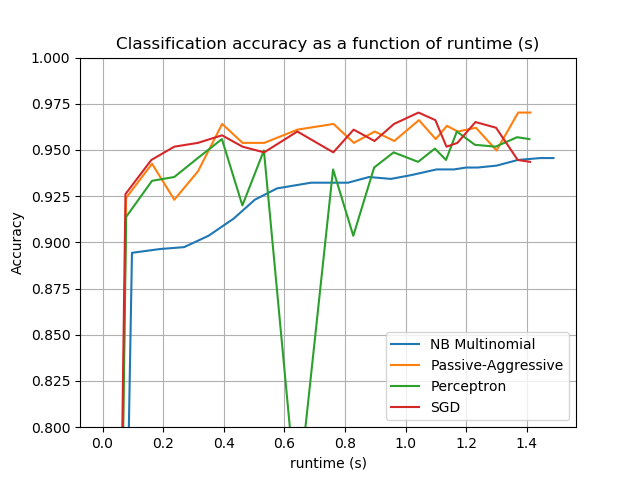 Classification accuracy as a function of runtime (s)
1.000
0.975
0.950
0.925
0.900
0.875
0.850
0.825
0.800
Accuracy
NB Multinomial
Passive-Aggressive
Perceptron
SGD
0.0 0.2 0.4 0.6 0.8 1.0 1.2 1.4
runtime (s)